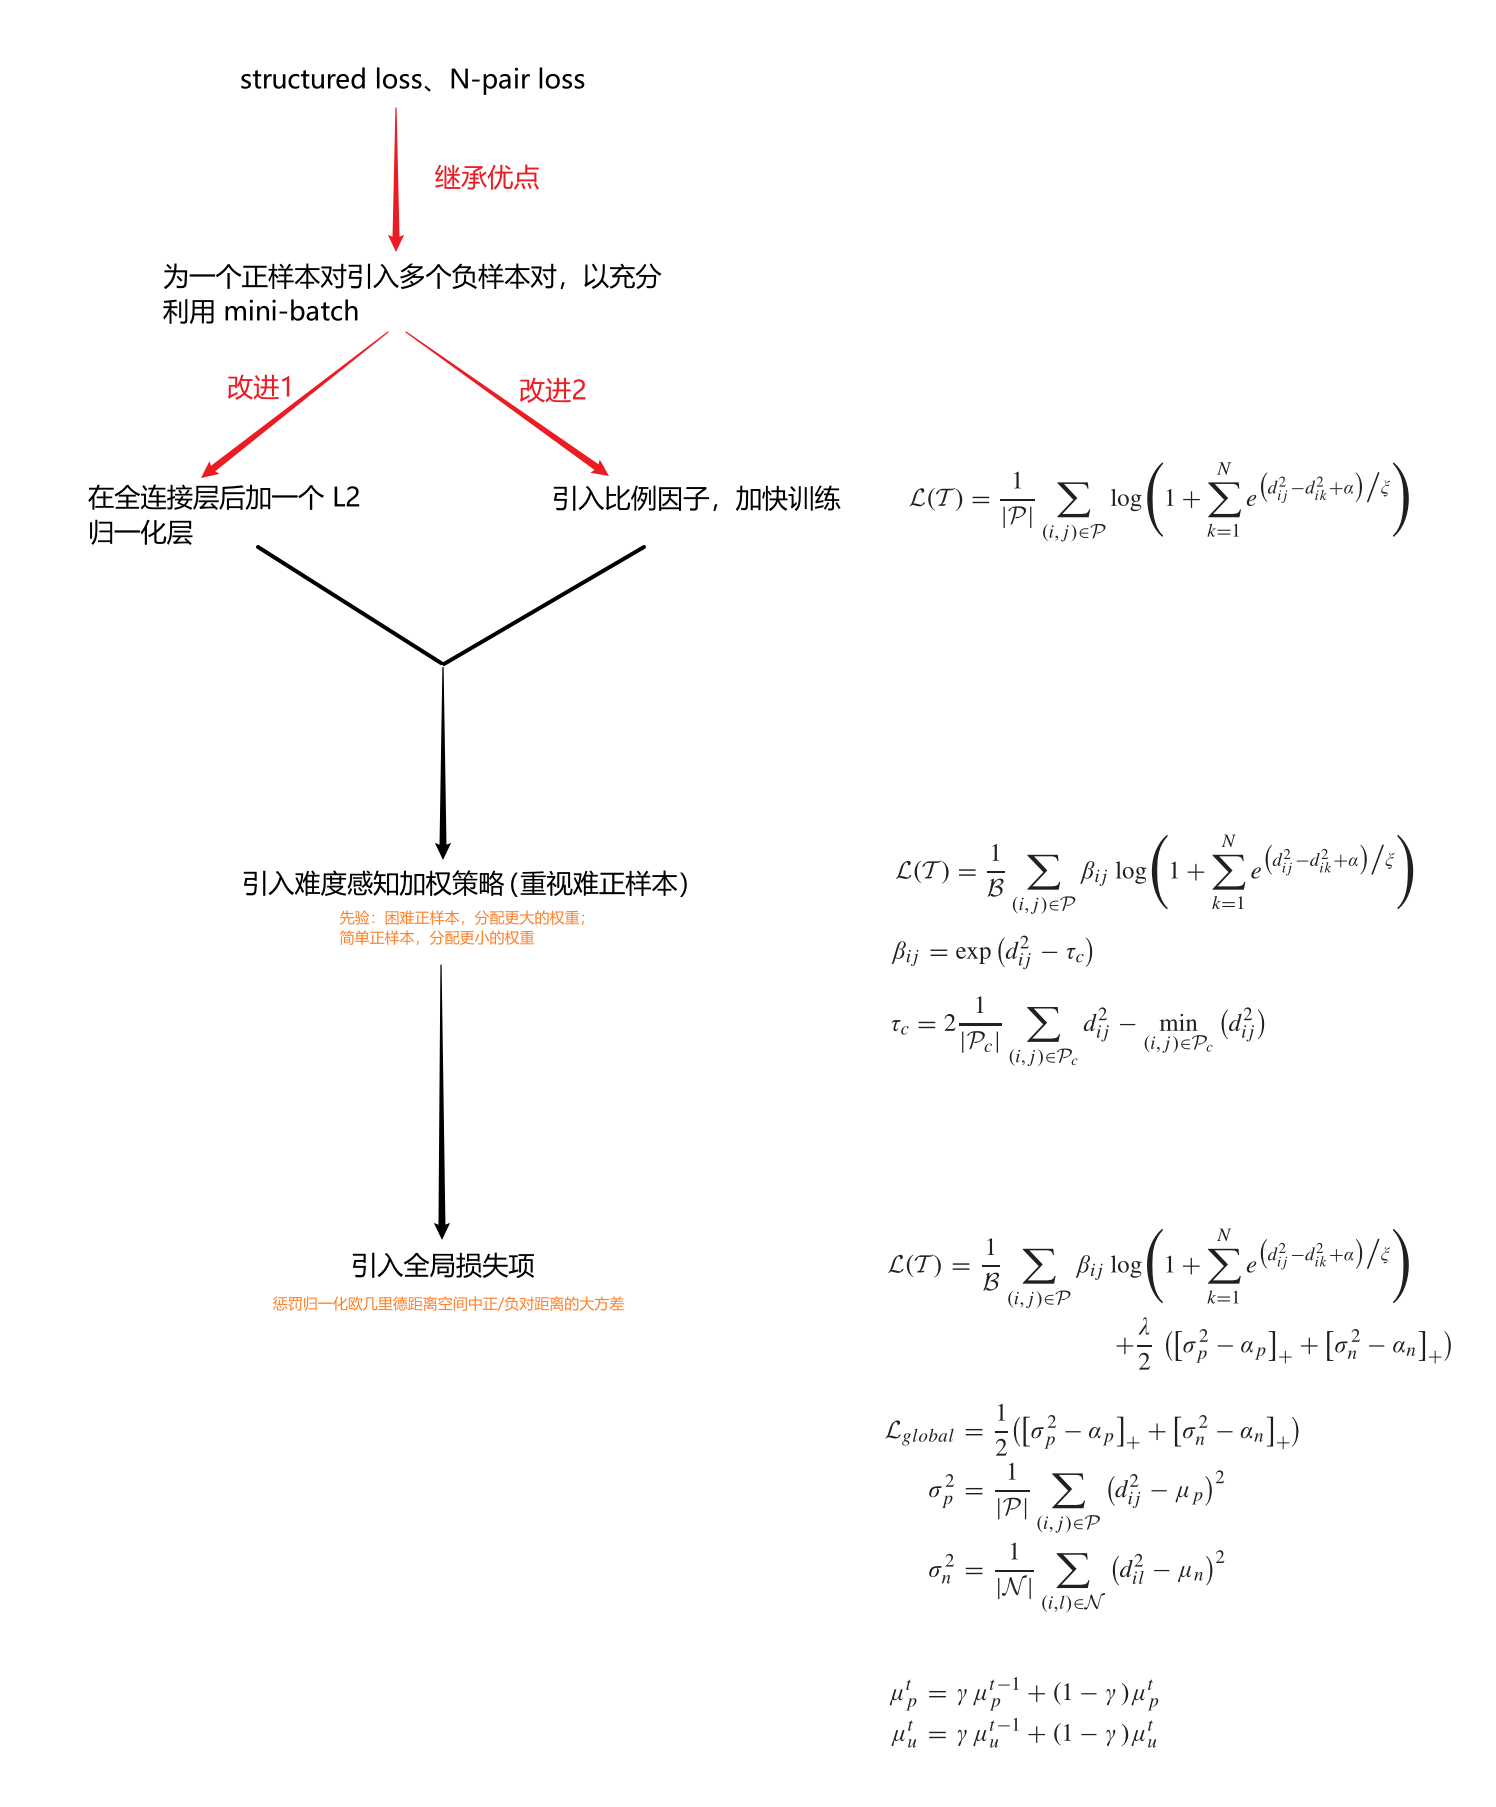 structured loss、N-pair loss
继承优点
为一个正样本对引入多个负样本对，以充分
利用 mini-batch
改进1
改进2
在全连接层后加一个 L2
归一化层
引入比例因子，加快训练
$\mathcal{L}(\mathcal{T}) = \frac{1}{|\mathcal{P}|} \sum_{(i,j)\in\mathcal{P}} \log\left(1 + \sum_{k=1}^{N} e^{\left(d_{ij}^2 - d_{ik}^2 + \alpha\right)/\xi}\right)$
引入难度感知加权策略（重视难正样本）
先验：困难正样本，分配更大的权重；
简单正样本，分配更小的权重
$\mathcal{L}(\mathcal{T}) = \frac{1}{\mathcal{B}} \sum_{(i,j)\in\mathcal{P}} \beta_{ij} \log\left(1 + \sum_{k=1}^{N} e^{\left(d_{ij}^2 - d_{ik}^2 + \alpha\right)/\xi}\right)$
$\beta_{ij} = \exp\left(d_{ij}^2 - \tau_c\right)$
$\tau_c = 2\frac{1}{|\mathcal{P}_c|} \sum_{(i,j)\in\mathcal{P}_c} d_{ij}^2 - \min_{(i,j)\in\mathcal{P}_c} \left(d_{ij}^2\right)$
引入全局损失项
惩罚归一化欧几里德距离空间中正/负对距离的大方差
$\mathcal{L}(\mathcal{T}) = \frac{1}{\mathcal{B}} \sum_{(i,j)\in\mathcal{P}} \beta_{ij} \log\left(1 + \sum_{k=1}^{N} e^{\left(d_{ij}^2 - d_{ik}^2 + \alpha\right)/\xi}\right)$
$+ \frac{\lambda}{2} \left(\left[\sigma_p^2 - \alpha_p\right]_+ + \left[\sigma_n^2 - \alpha_n\right]_+\right)$
$\mathcal{L}_{global} = \frac{1}{2}\left(\left[\sigma_p^2 - \alpha_p\right]_+ + \left[\sigma_n^2 - \alpha_n\right]_+\right)$
$\sigma_p^2 = \frac{1}{|\mathcal{P}|} \sum_{(i,j)\in\mathcal{P}} \left(d_{ij}^2 - \mu_p\right)^2$
$\sigma_n^2 = \frac{1}{|\mathcal{N}|} \sum_{(i,l)\in\mathcal{N}} \left(d_{il}^2 - \mu_n\right)^2$
$\mu_p^t = \gamma \mu_p^{t-1} + (1 - \gamma)\mu_p^t$
$\mu_u^t = \gamma \mu_u^{t-1} + (1 - \gamma)\mu_u^t$